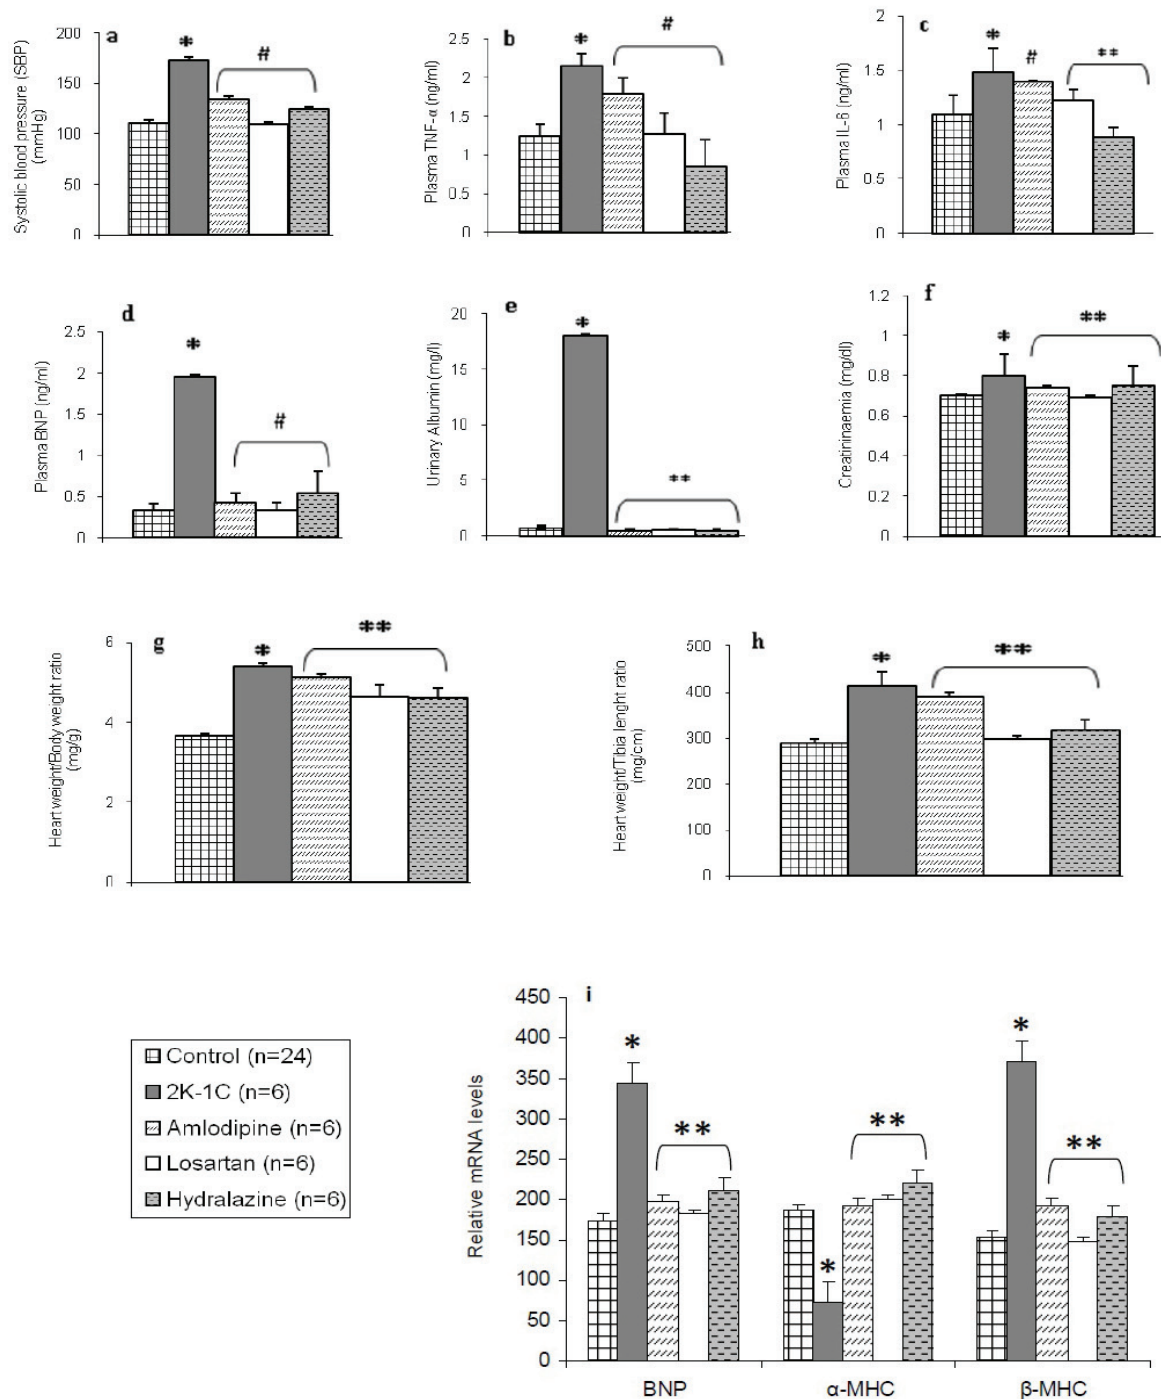 a
Systolic blood pressure (SBP)
(mmHg)
200
150
100
50
0
*
#
b
Plasma TNF-α (ng/ml)
2.5
2
1.5
1
0.5
0
*
#
c
Plasma IL-6 (ng/ml)
2
1.5
1
0.5
0
*
#
**
d
Plasma BNP (ng/ml)
2.5
2
1.5
1
0.5
0
*
#
e
Urinary Albumin (mg/l)
20
15
10
5
0
*
**
f
Creatininaemia (mg/dl)
1.2
1
0.8
0.6
0.4
0.2
0
*
**
g
Heart weight/Body weight ratio
(mg/g)
6
4
2
0
*
**
h
Heart weight/Tibia lenght ratio
(mg/cm)
500
400
300
200
100
0
*
**
Control (n=24)
2K-1C (n=6)
Amlodipine (n=6)
Losartan (n=6)
Hydralazine (n=6)
i
Relative mRNA levels
450
400
350
300
250
200
150
100
50
0
*
**
*
**
*
**
BNP
α-MHC
β-MHC